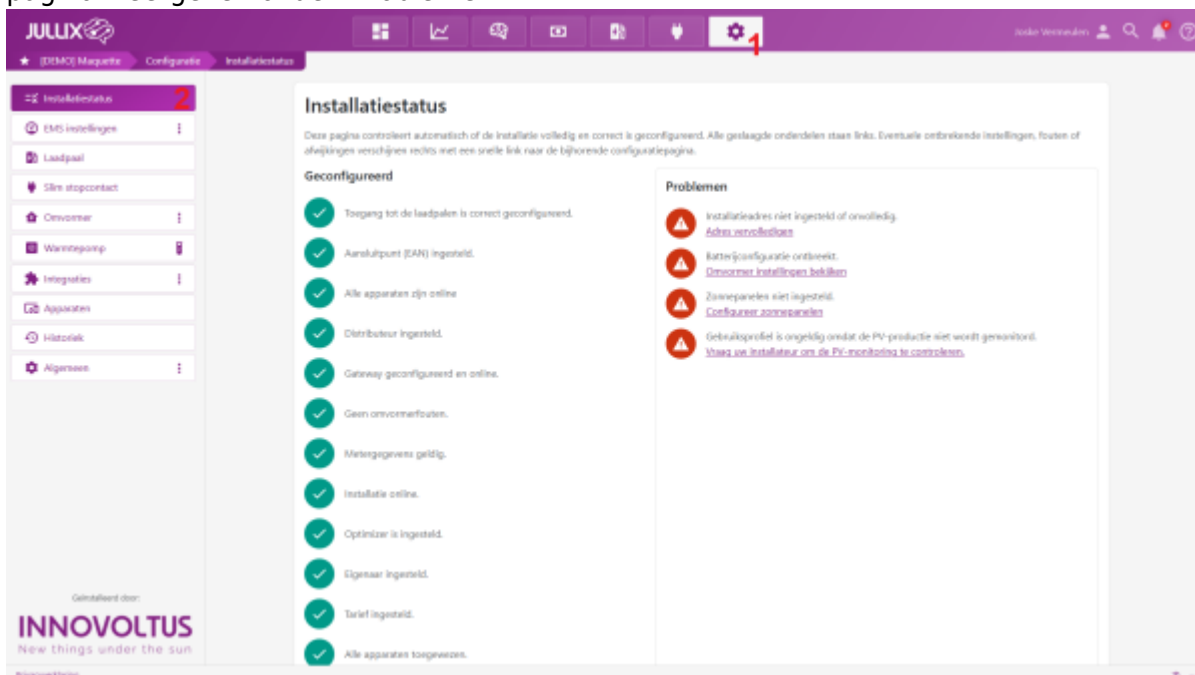 JULLUX
1
Joske Vermeulen
[DEMO] Maquette
Configuratie
Installatiestatus
Installatiestatus
2
EMS instellingen
Laadpaal
Slim stopcontact
Omvormer
Warmtepomp
Integraties
Apparaten
Historiek
Algemeen
Geïnstalleerd door:
INNOVOLTUS
New things under the sun
Installatiestatus
Deze pagina controleert automatisch of de installatie volledig en correct is geconfigureerd. Alle geslaagde onderdelen staan links. Eventuele ontbrekende instellingen, fouten of
afwijkingen verschijnen rechts met een snelle link naar de bijhorende configuratiepagina.
Geconfigureerd
Toegang tot de laadpalen is correct geconfigureerd.
Aansluitpunt (EAN) ingesteld.
Alle apparaten zijn online
Distributeur ingesteld.
Gateway geconfigureerd en online.
Geen omvormerfouten.
Metergegevens geldig.
Installatie online.
Optimizer is ingesteld.
Eigenaar ingesteld.
Tarief ingesteld.
Alle apparaten toegewezen.
Problemen
Installatieadres niet ingesteld of onvolledig.
Adres vervolledigen
Batterijconfiguratie ontbreekt.
Omvormer instellingen bekijken
Zonnepanelen niet ingesteld.
Configureer zonnepanelen
Gebruiksprofiel is ongeldig omdat de PV-productie niet wordt gemonitord.
Vraag uw installateur om de PV-monitoring te controleren.